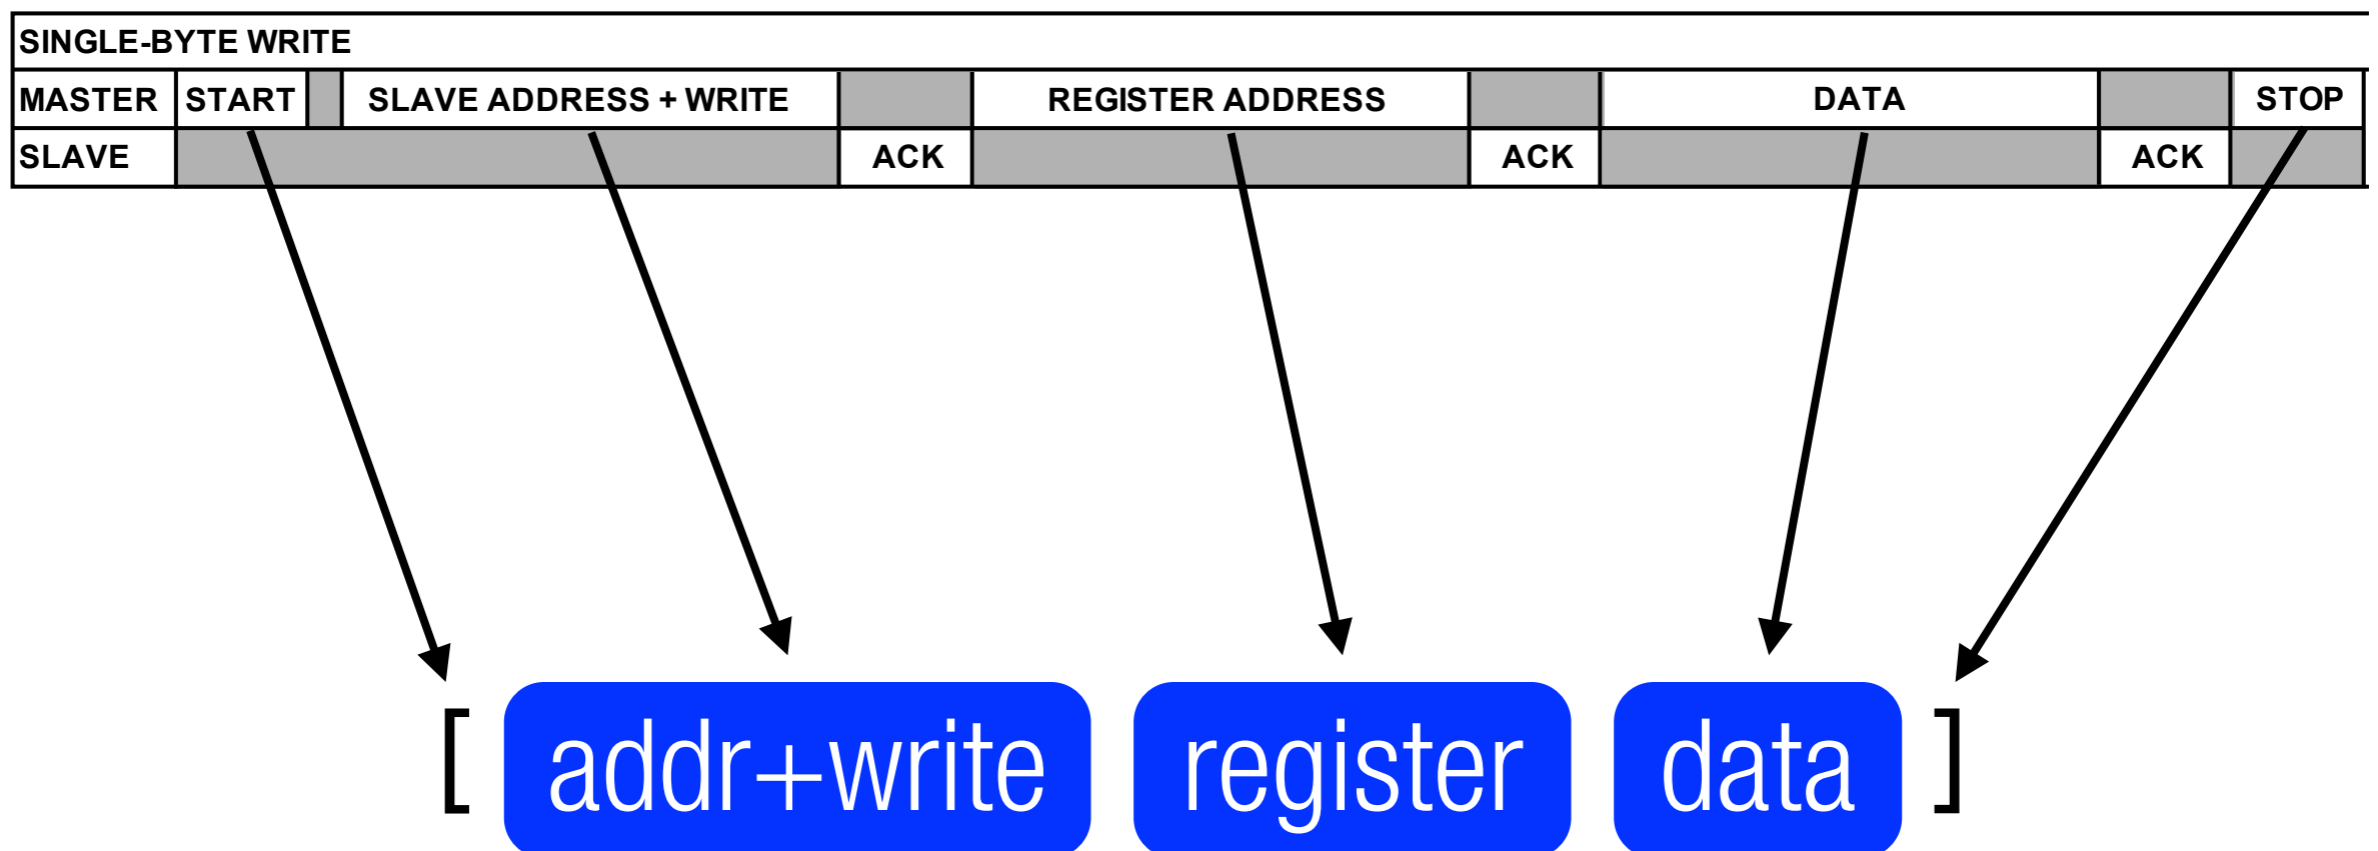 SINGLE-BYTE WRITE
MASTER START SLAVE ADDRESS + WRITE REGISTER ADDRESS DATA STOP
SLAVE ACK ACK ACK
[ addr+write register data ]